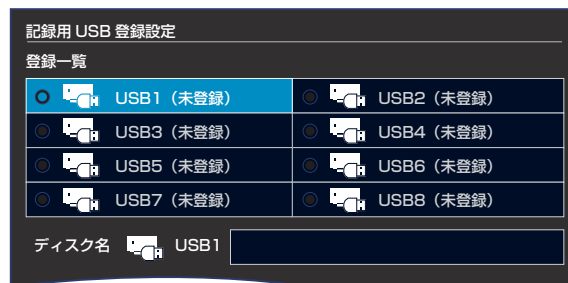 記録用 USB 登録設定
登録一覧
USB1（未登録） USB2（未登録）
USB3（未登録） USB4（未登録）
USB5（未登録） USB6（未登録）
USB7（未登録） USB8（未登録）
ディスク名 USB1